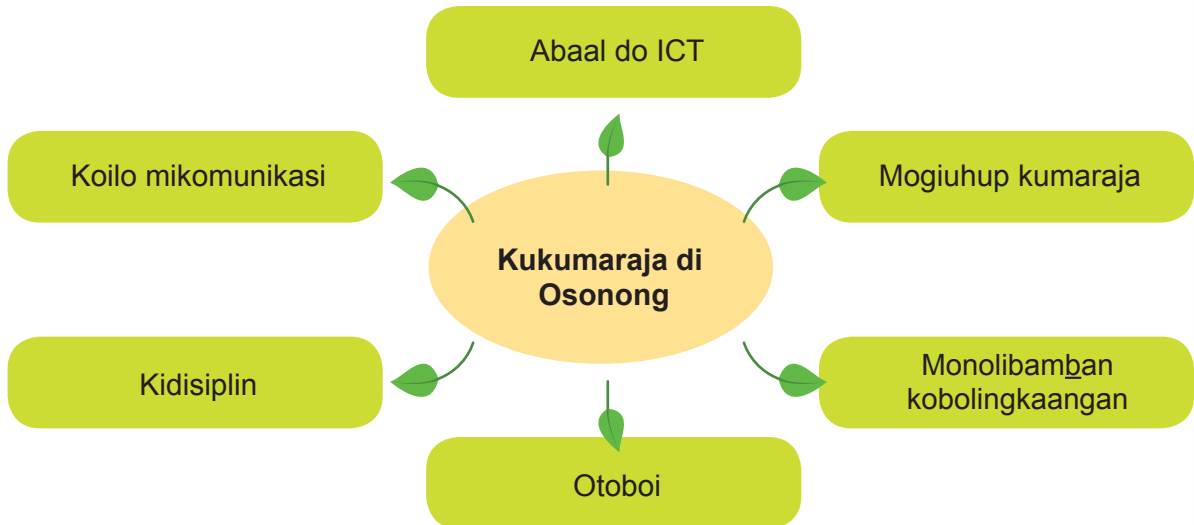 Abaal do ICT
Koilo mikomunikasi
Mogiuhup kumaraja
Kukumaraja di
Osonong
Kidisiplin
Monolibamban
kobolingkaangan
Otoboi